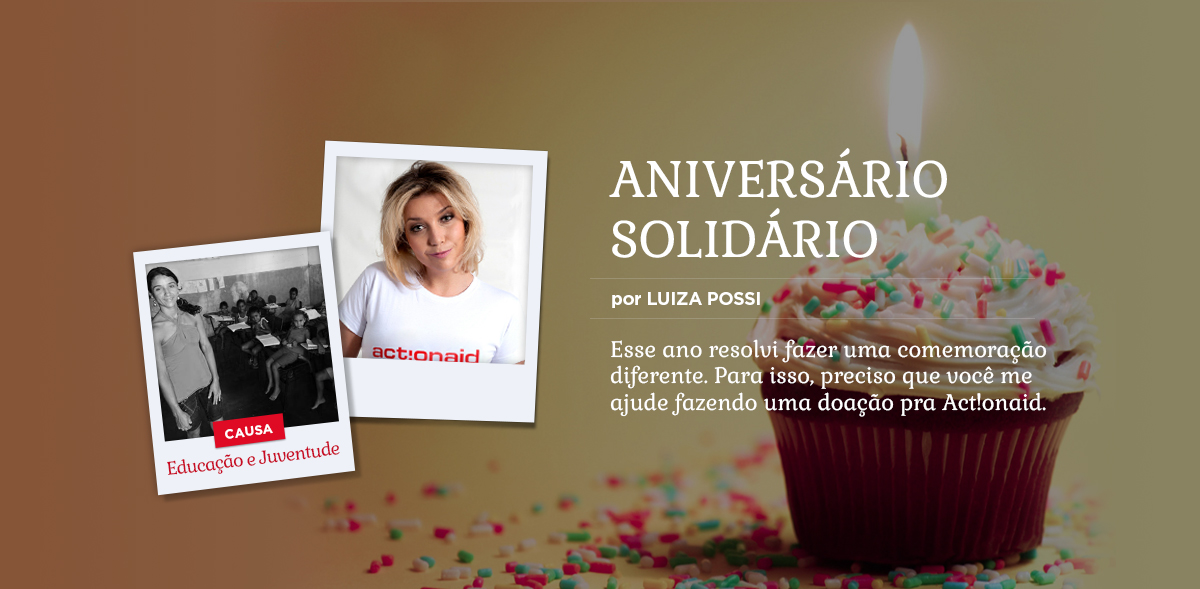 ANIVERSÁRIO
SOLIDÁRIO
por LUIZA POSSI
Esse ano resolvi fazer uma comemoração
diferente. Para isso, preciso que você me
ajude fazendo uma doação pra Act!onaid.
act!onaid
CAUSA
Educação e Juventude